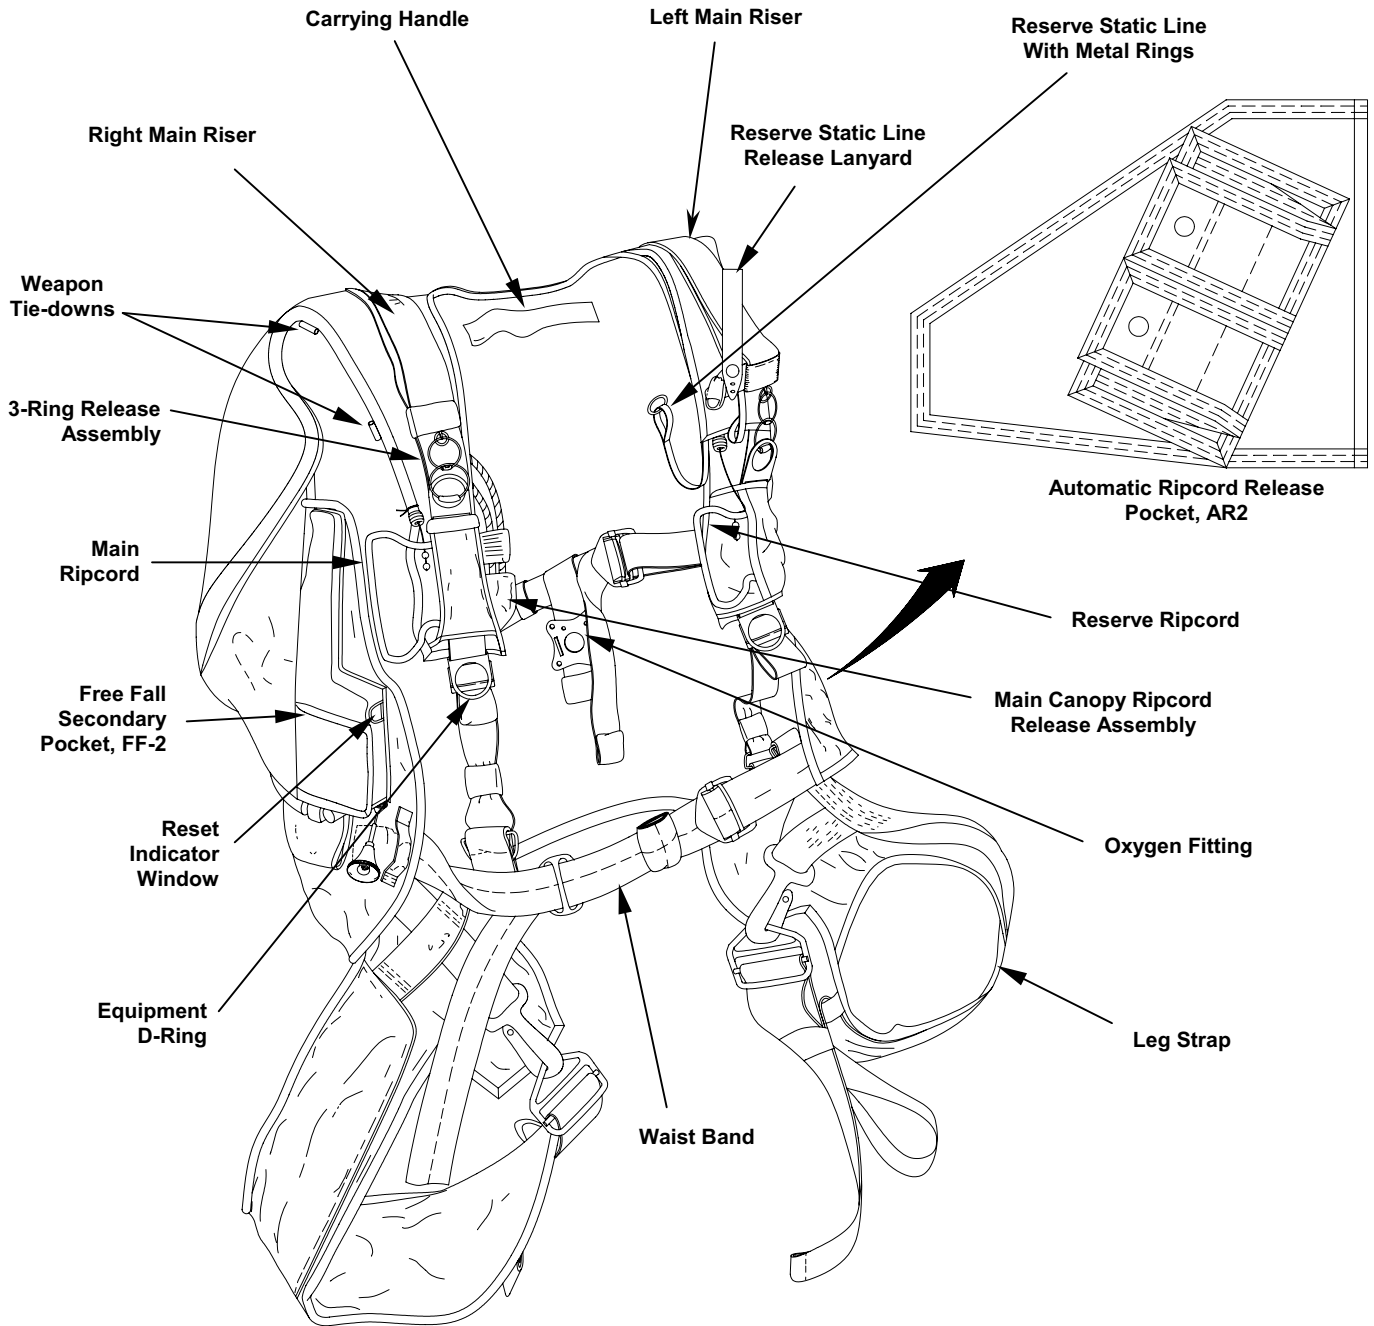 Carrying Handle
Left Main Riser
Reserve Static Line
With Metal Rings
Right Main Riser
Reserve Static Line
Release Lanyard
Weapon
Tie-downs
3-Ring Release
Assembly
Automatic Ripcord Release
Pocket, AR2
Main
Ripcord
Reserve Ripcord
Free Fall
Secondary
Pocket, FF-2
Main Canopy Ripcord
Release Assembly
Reset
Indicator
Window
Oxygen Fitting
Equipment
D-Ring
Leg Strap
Waist Band